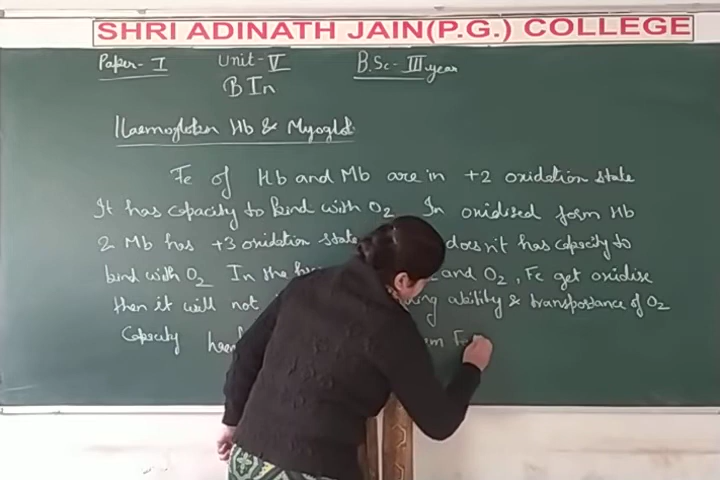 SHRI ADINATH JAIN(P.G.) COLLEGE
Paper- I Unit-V B.Sc- III year
B In
Haemoglobin Hb & Myoglob
Fe of Hb and Mb are in +2 oxidation state
It has capacity to bind with O2 In oxidised form Hb
2 Mb has +3 oxidation state doesn't has capacity to
bind with O2 In the and O2, Fe get oxidise
then it will not ability & transportance of O2
Capacity